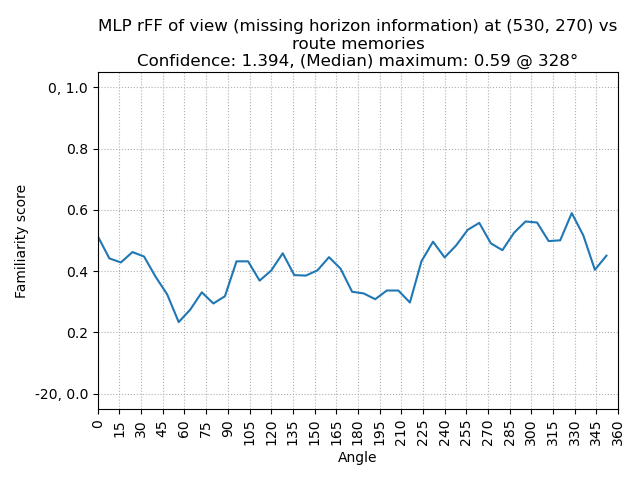 MLP rFF of view (missing horizon information) at (530, 270) vs
route memories
Confidence: 1.394, (Median) maximum: 0.59 @ 328°
0, 1.0
0.8
0.6
0.4
0.2
-20, 0.0
Familiarity score
0 15 30 45 60 75 90 105 120 135 150 165 180 195 210 225 240 255 270 285 300 315 330 345 360
Angle